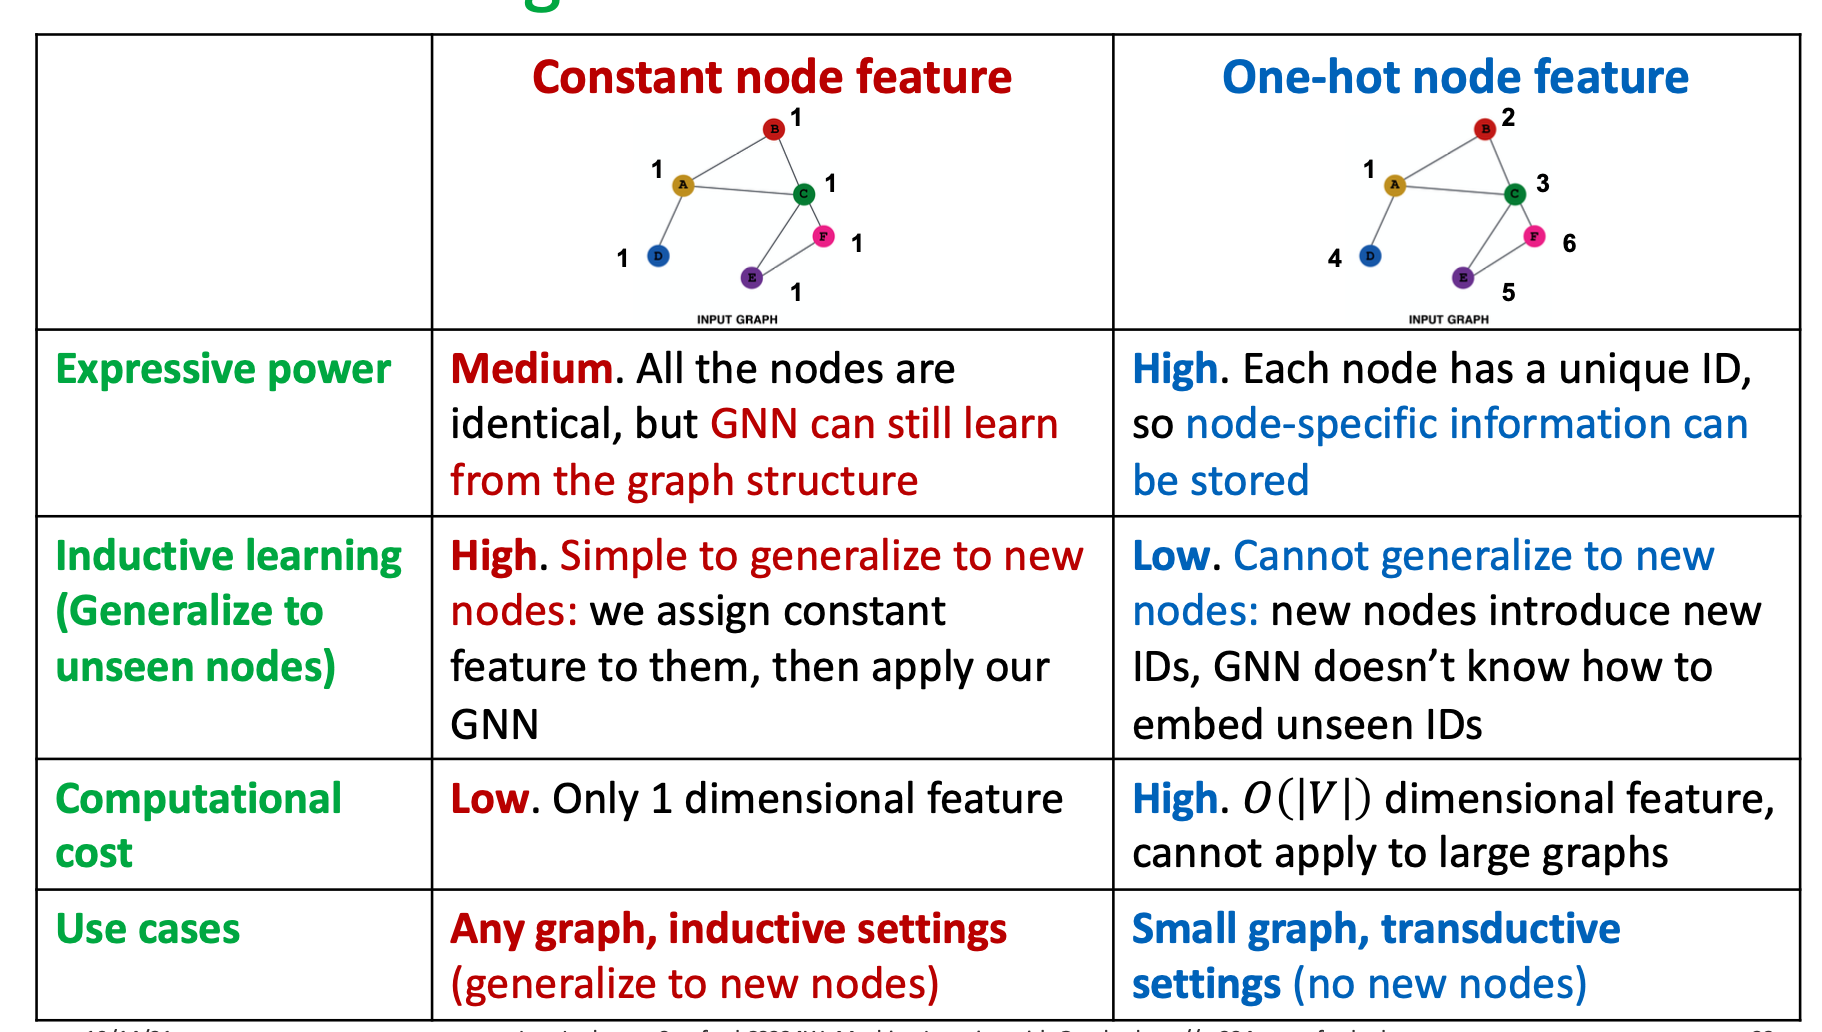 Constant node feature
One-hot node feature
1
B
1
A
C
1
F
1
1
D
E
1
INPUT GRAPH
2
B
1
A
C
3
F
6
4
D
E
5
INPUT GRAPH
Expressive power
Medium. All the nodes are
identical, but GNN can still learn
from the graph structure
High. Each node has a unique ID,
so node-specific information can
be stored
Inductive learning
(Generalize to
unseen nodes)
High. Simple to generalize to new
nodes: we assign constant
feature to them, then apply our
GNN
Low. Cannot generalize to new
nodes: new nodes introduce new
IDs, GNN doesn’t know how to
embed unseen IDs
Computational
cost
Low. Only 1 dimensional feature
High. O(|V|) dimensional feature,
cannot apply to large graphs
Use cases
Any graph, inductive settings
(generalize to new nodes)
Small graph, transductive
settings (no new nodes)